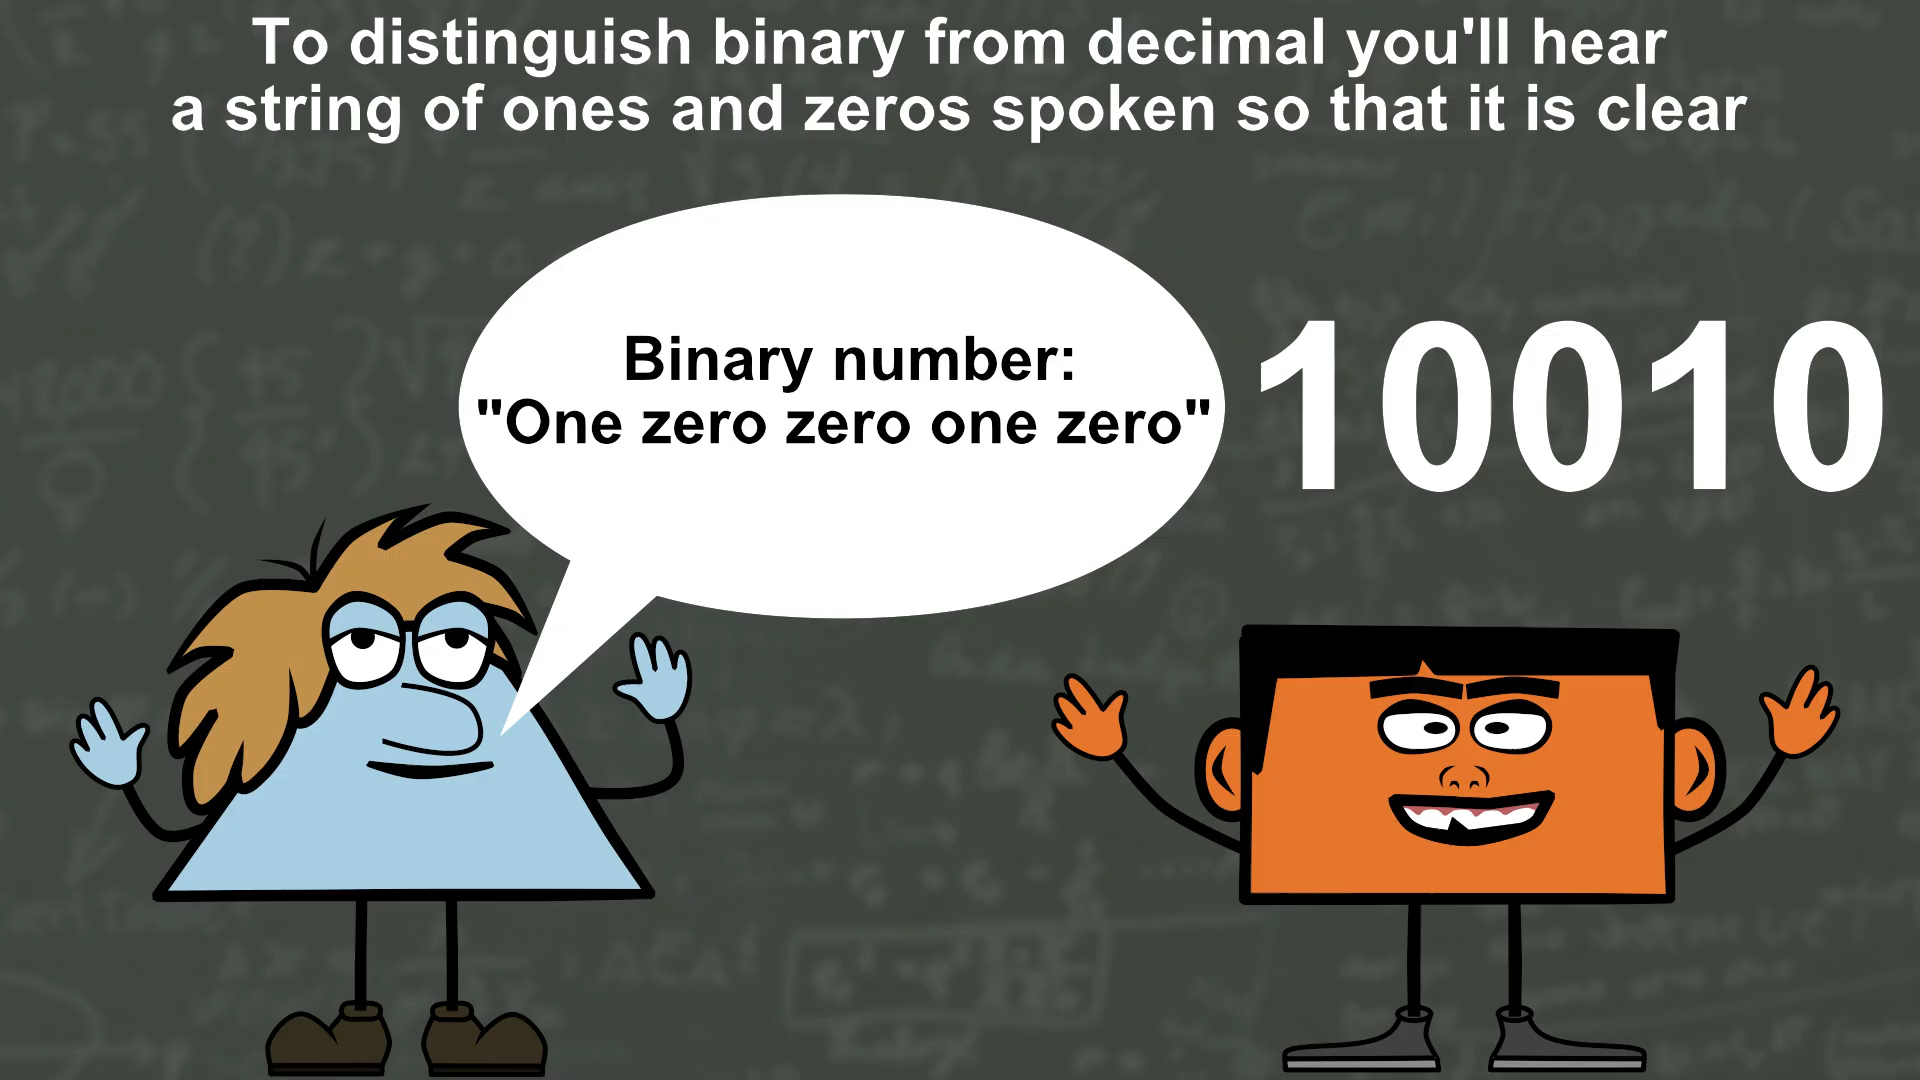 To distinguish binary from decimal you'll hear
a string of ones and zeros spoken so that it is clear
Binary number:
"One zero zero one zero"
10010